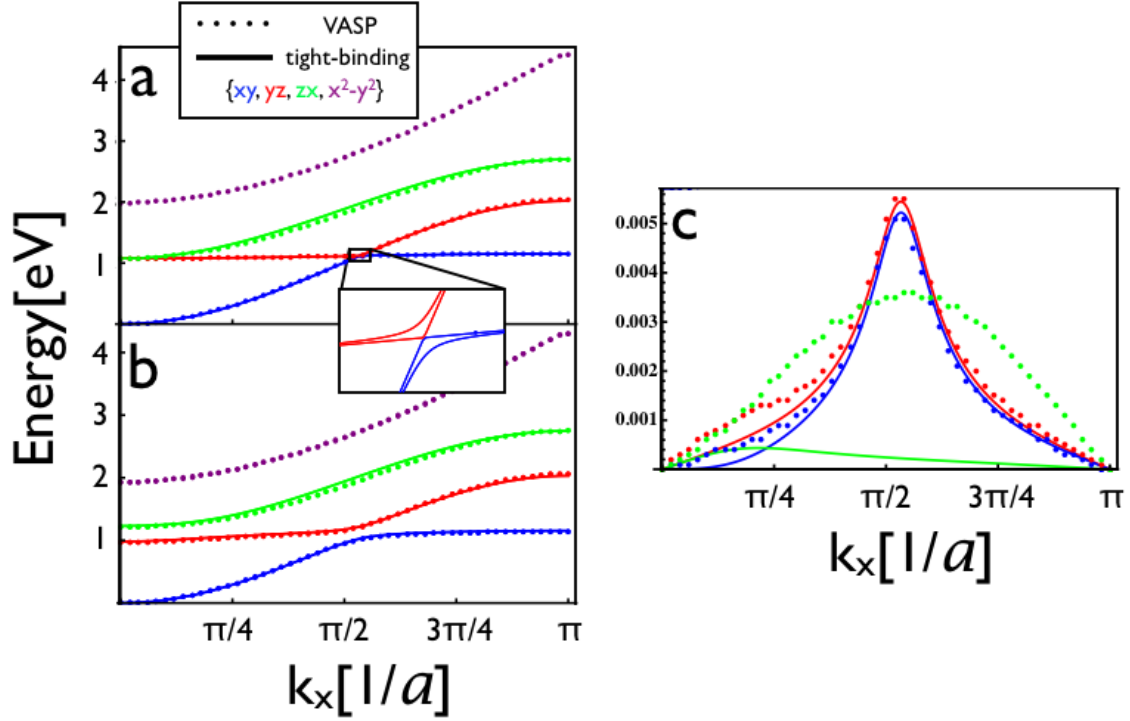 VASP
tight-binding
{xy, yz, zx, x²-y²}
a
4
3
2
1
b
4
3
2
1
Energy[eV]
π/4 π/2 3π/4 π
kₓ[1/a]
c
0.005
0.004
0.003
0.002
0.001
π/4 π/2 3π/4 π
kₓ[1/a]